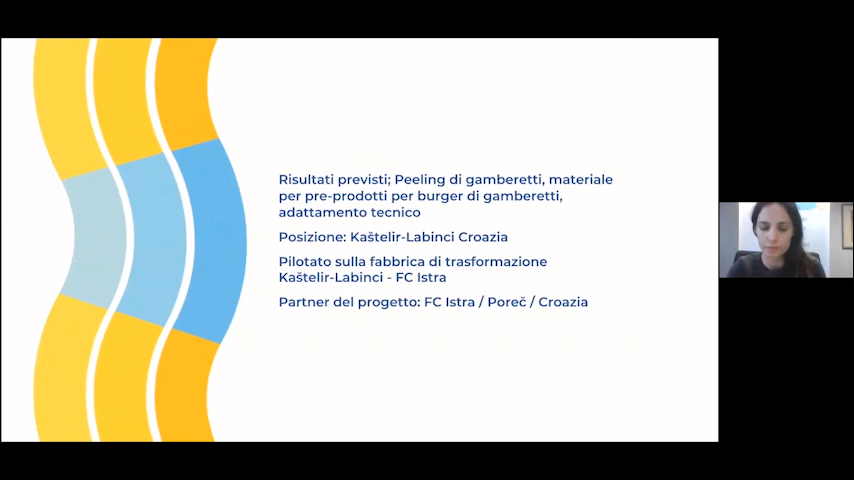 Risultati previsti; Peeling di gamberetti, materiale
per pre-prodotti per burger di gamberetti,
adattamento tecnico
Posizione: Kaštelir-Labinci Croazia
Pilotato sulla fabbrica di trasformazione
Kaštelir-Labinci - FC Istra
Partner del progetto: FC Istra / Poreč / Croazia